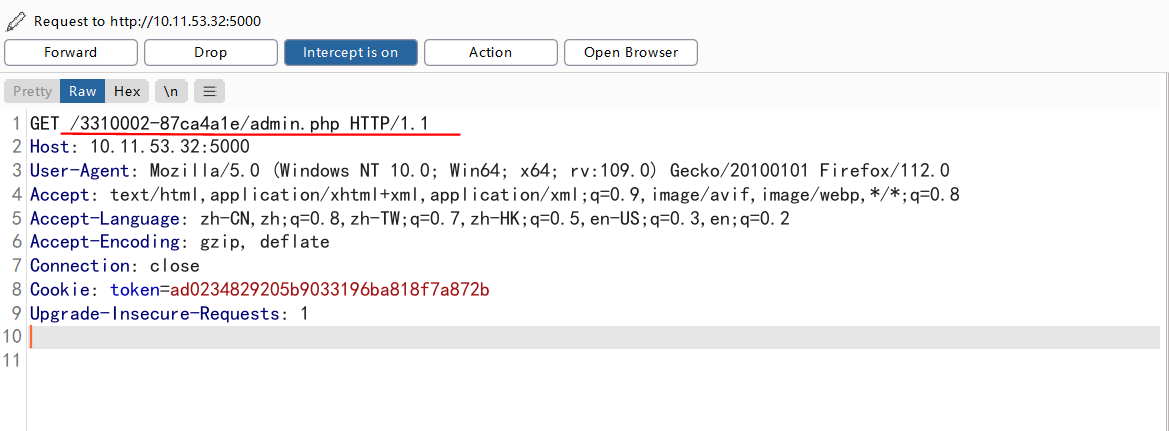 Request to http://10.11.53.32:5000
Forward Drop Intercept is on Action Open Browser
Pretty Raw Hex \n
1 GET /3310002-87ca4a1e/admin.php HTTP/1.1
2 Host: 10.11.53.32:5000
3 User-Agent: Mozilla/5.0 (Windows NT 10.0; Win64; x64; rv:109.0) Gecko/20100101 Firefox/112.0
4 Accept: text/html,application/xhtml+xml,application/xml;q=0.9,image/avif,image/webp,*/*;q=0.8
5 Accept-Language: zh-CN,zh;q=0.8,zh-TW;q=0.7,zh-HK;q=0.5,en-US;q=0.3,en;q=0.2
6 Accept-Encoding: gzip, deflate
7 Connection: close
8 Cookie: token=ad0234829205b9033196ba818f7a872b
9 Upgrade-Insecure-Requests: 1
10
11